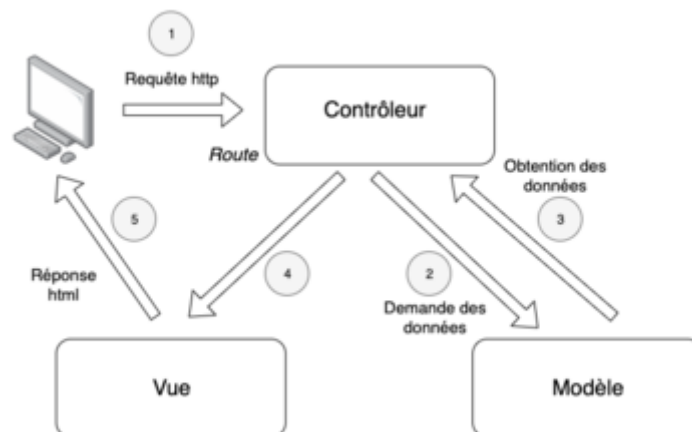 1
Requête http
Contrôleur
Route
Obtention des
données
3
5
4
2
Réponse
html
Demande des
données
Vue
Modèle